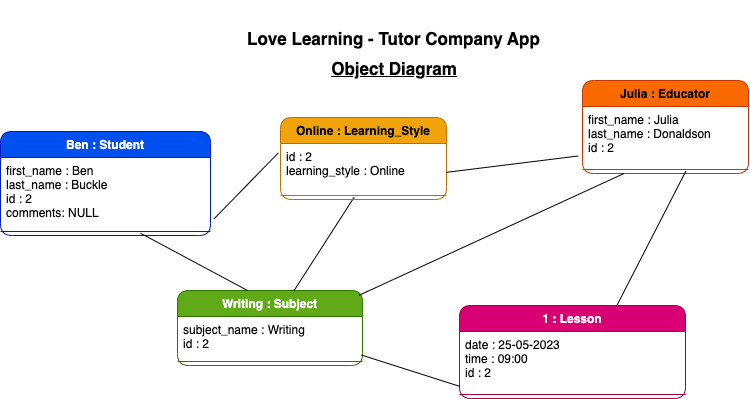 Love Learning - Tutor Company App
Object Diagram
Ben : Student
first_name : Ben
last_name : Buckle
id : 2
comments: NULL
Online : Learning_Style
id : 2
learning_style : Online
Julia : Educator
first_name : Julia
last_name : Donaldson
id : 2
Writing : Subject
subject_name : Writing
id : 2
1 : Lesson
date : 25-05-2023
time : 09:00
id : 2